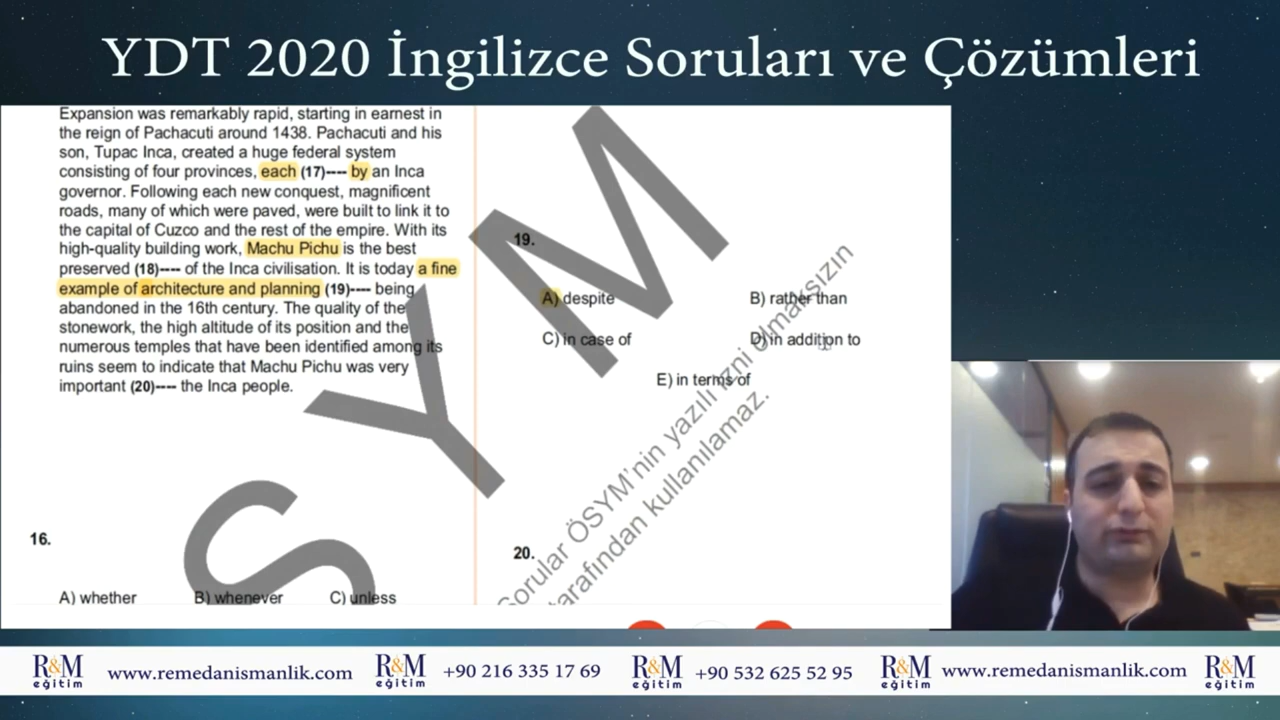 YDT 2020 İngilizce Soruları ve Çözümleri
Expansion was remarkably rapid, starting in earnest in
the reign of Pachacuti around 1438. Pachacuti and his
son, Tupac Inca, created a huge federal system
consisting of four provinces, each (17)---- by an Inca
governor. Following each new conquest, magnificent
roads, many of which were paved, were built to link it to
the capital of Cuzco and the rest of the empire. With its
high-quality building work, Machu Pichu is the best
preserved (18)---- of the Inca civilisation. It is today a fine
example of architecture and planning (19)---- being
abandoned in the 16th century. The quality of the
stonework, the high altitude of its position and the
numerous temples that have been identified among its
ruins seem to indicate that Machu Pichu was very
important (20)---- the Inca people.
16.
A) whether B) whenever C) unless
19.
A) despite B) rather than
C) in case of D) in addition to
E) in terms of
20.
SYM
Sorular ÖSYM'nin yazılı izni olmaksızın
tarafından kullanılamaz.
R&M eğitim www.remedanismanlik.com R&M eğitim +90 216 335 17 69 R&M eğitim +90 532 625 52 95 R&M eğitim www.remedanismanlik.com R&M eğitim